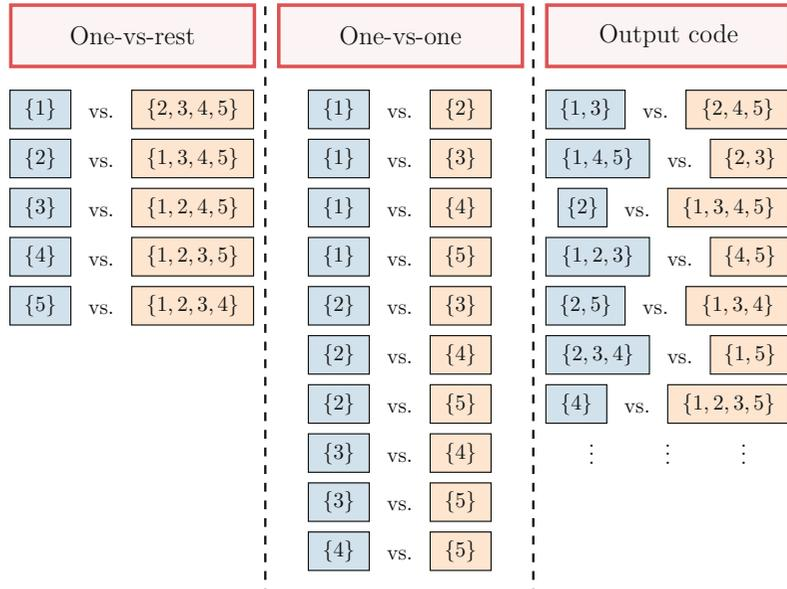 One-vs-rest
{1} vs. {2, 3, 4, 5}
{2} vs. {1, 3, 4, 5}
{3} vs. {1, 2, 4, 5}
{4} vs. {1, 2, 3, 5}
{5} vs. {1, 2, 3, 4}
One-vs-one
{1} vs. {2}
{1} vs. {3}
{1} vs. {4}
{1} vs. {5}
{2} vs. {3}
{2} vs. {4}
{2} vs. {5}
{3} vs. {4}
{3} vs. {5}
{4} vs. {5}
Output code
{1, 3} vs. {2, 4, 5}
{1, 4, 5} vs. {2, 3}
{2} vs. {1, 3, 4, 5}
{1, 2, 3} vs. {4, 5}
{2, 5} vs. {1, 3, 4}
{2, 3, 4} vs. {1, 5}
{4} vs. {1, 2, 3, 5}
⋮ ⋮ ⋮